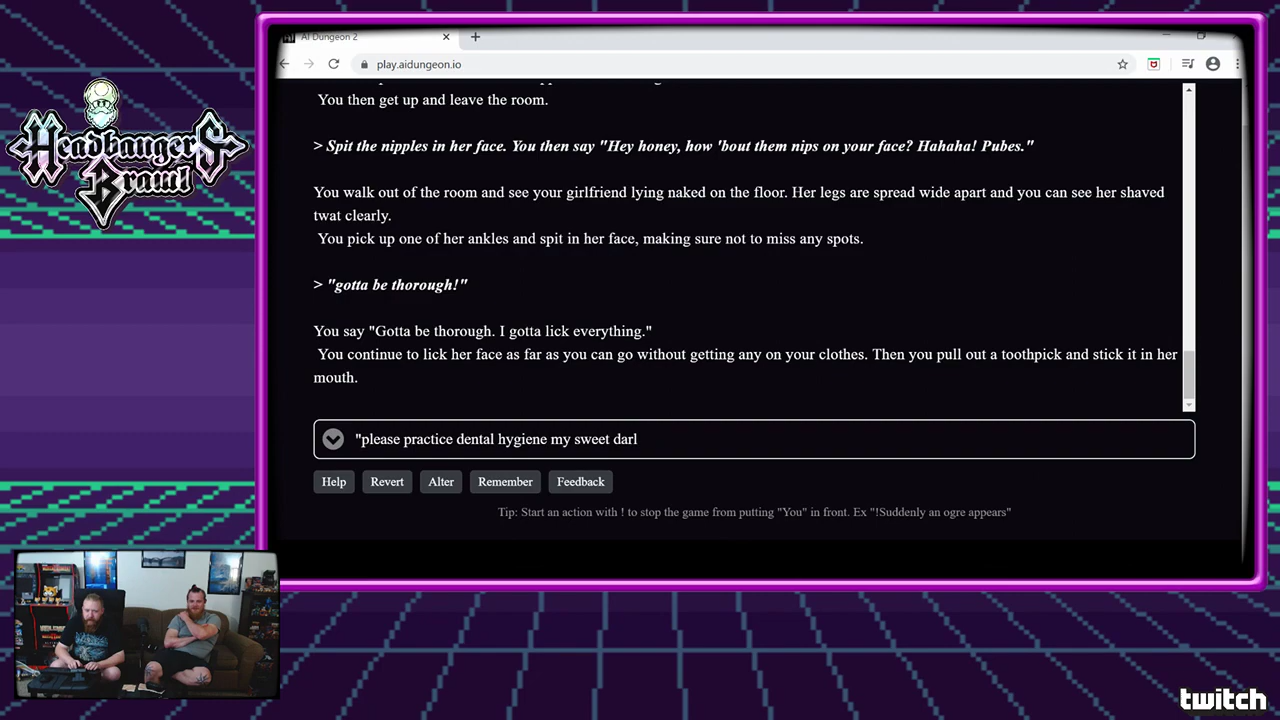 AI Dungeon 2
play.aidungeon.io
HeadbangerS
Brawl
You then get up and leave the room.
> Spit the nipples in her face. You then say "Hey honey, how 'bout them nips on your face? Hahaha! Pubes."
You walk out of the room and see your girlfriend lying naked on the floor. Her legs are spread wide apart and you can see her shaved
twat clearly.
You pick up one of her ankles and spit in her face, making sure not to miss any spots.
> "gotta be thorough!"
You say "Gotta be thorough. I gotta lick everything."
You continue to lick her face as far as you can go without getting any on your clothes. Then you pull out a toothpick and stick it in her
mouth.
"please practice dental hygiene my sweet darl
Help Revert Alter Remember Feedback
Tip: Start an action with ! to stop the game from putting "You" in front. Ex "!Suddenly an ogre appears"
twitch